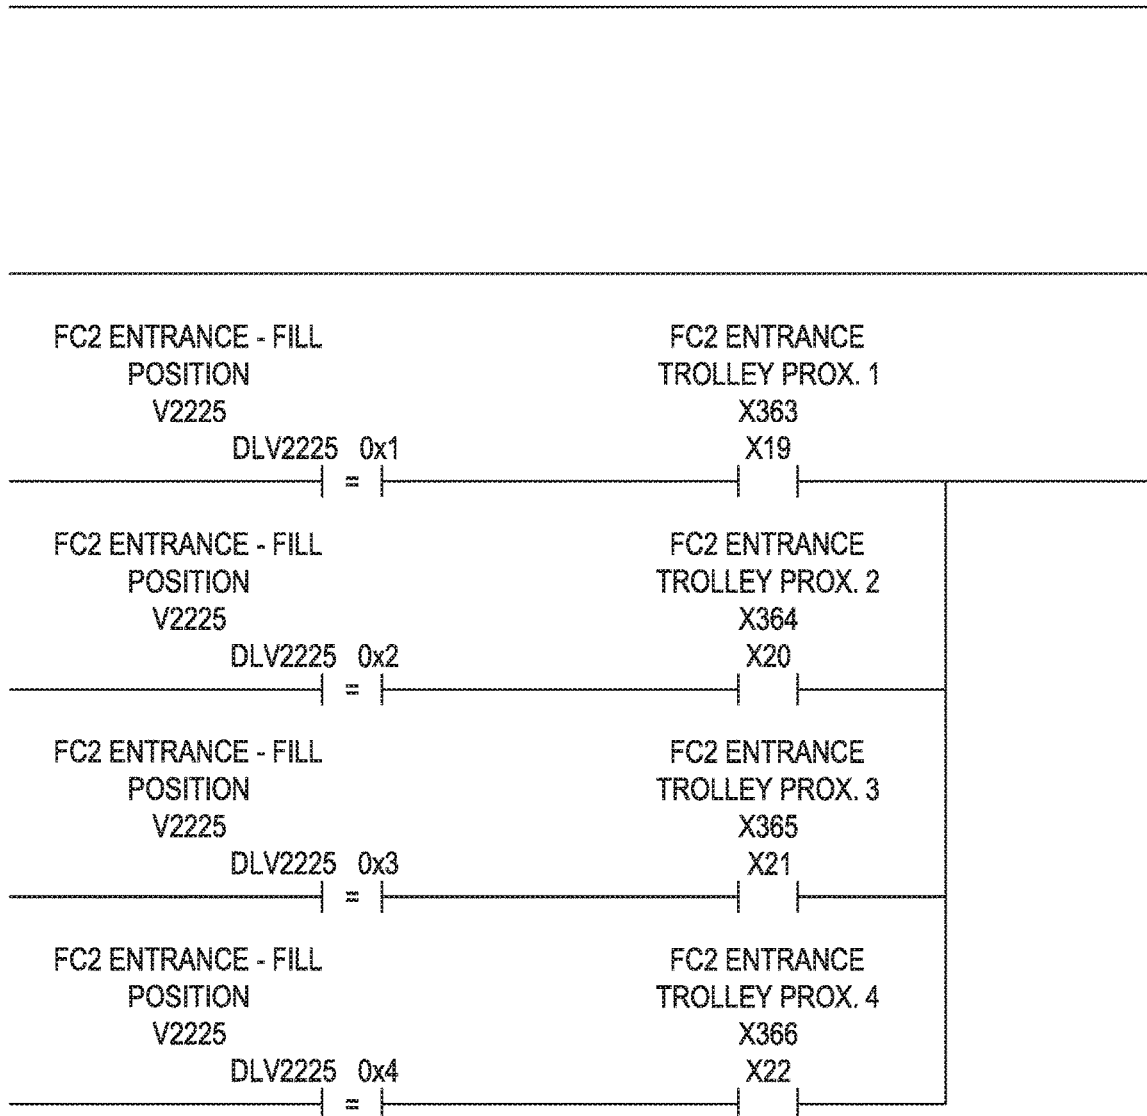 FC2 ENTRANCE - FILL
POSITION
V2225
DLV2225 0x1
=
FC2 ENTRANCE
TROLLEY PROX. 1
X363
X19
FC2 ENTRANCE - FILL
POSITION
V2225
DLV2225 0x2
=
FC2 ENTRANCE
TROLLEY PROX. 2
X364
X20
FC2 ENTRANCE - FILL
POSITION
V2225
DLV2225 0x3
=
FC2 ENTRANCE
TROLLEY PROX. 3
X365
X21
FC2 ENTRANCE - FILL
POSITION
V2225
DLV2225 0x4
=
FC2 ENTRANCE
TROLLEY PROX. 4
X366
X22